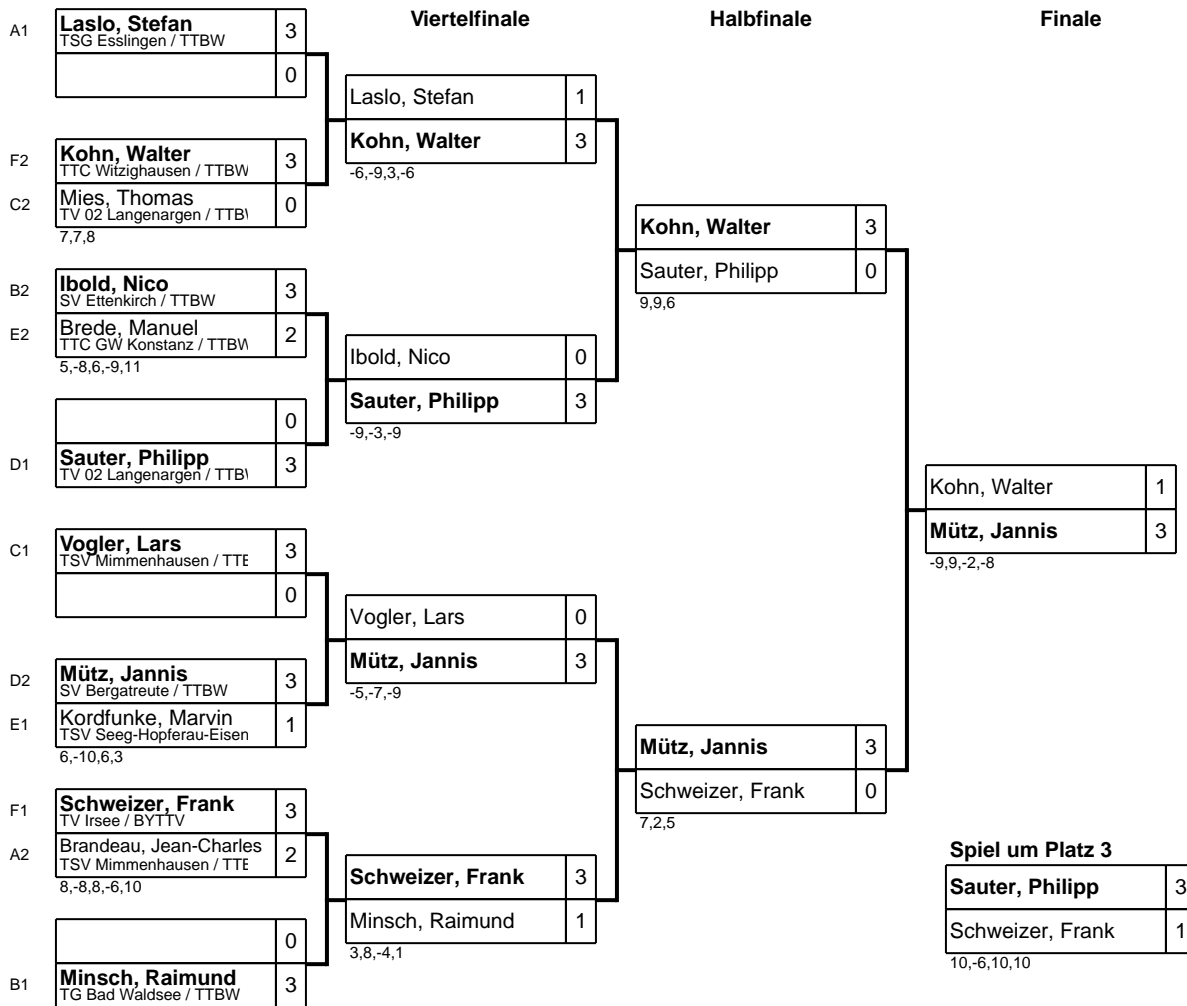 Viertelfinale
Halbfinale
Finale
A1
Laslo, Stefan
TSG Esslingen / TTBW
3
0
F2
Kohn, Walter
TTC Witzighausen / TTBW
3
C2
Mies, Thomas
TV 02 Langenargen / TTB
0
7,7,8
B2
Ibold, Nico
SV Ettenkirch / TTBW
3
E2
Brede, Manuel
TTC GW Konstanz / TTBW
2
5,-8,6,-9,11
0
D1
Sauter, Philipp
TV 02 Langenargen / TTB
3
C1
Vogler, Lars
TSV Mimmenhausen / TTE
3
0
D2
Mütz, Jannis
SV Bergatreute / TTBW
3
E1
Kordfunke, Marvin
TSV Seeg-Hopferau-Eisen
1
6,-10,6,3
F1
Schweizer, Frank
TV Irsee / BYTTV
3
A2
Brandeau, Jean-Charles
TSV Mimmenhausen / TTE
2
8,-8,8,-6,10
0
B1
Minsch, Raimund
TG Bad Waldsee / TTBW
3
Laslo, Stefan 1
Kohn, Walter 3
-6,-9,3,-6
Ibold, Nico 0
Sauter, Philipp 3
-9,-3,-9
Vogler, Lars 0
Mütz, Jannis 3
-5,-7,-9
Schweizer, Frank 3
Minsch, Raimund 1
3,8,-4,1
Kohn, Walter 3
Sauter, Philipp 0
9,9,6
Mütz, Jannis 3
Schweizer, Frank 0
7,2,5
Kohn, Walter 1
Mütz, Jannis 3
-9,9,-2,-8
Spiel um Platz 3
Sauter, Philipp 3
Schweizer, Frank 1
10,-6,10,10